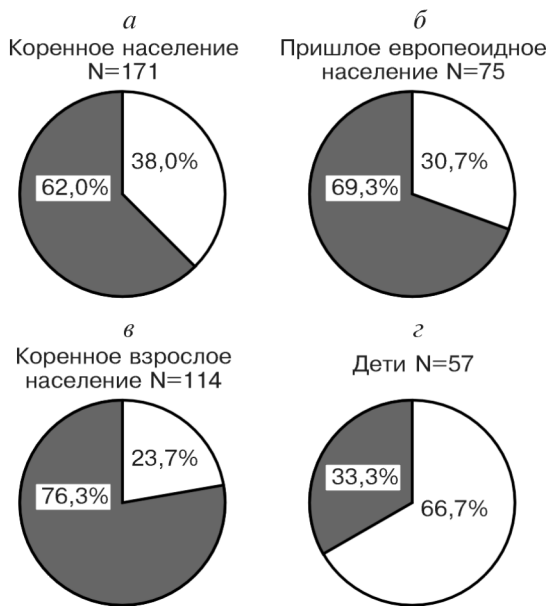 а
Коренное население
N=171
38,0%
62,0%
б
Пришлое европеоидное
население N=75
30,7%
69,3%
в
Коренное взрослое
население N=114
23,7%
76,3%
г
Дети N=57
33,3%
66,7%